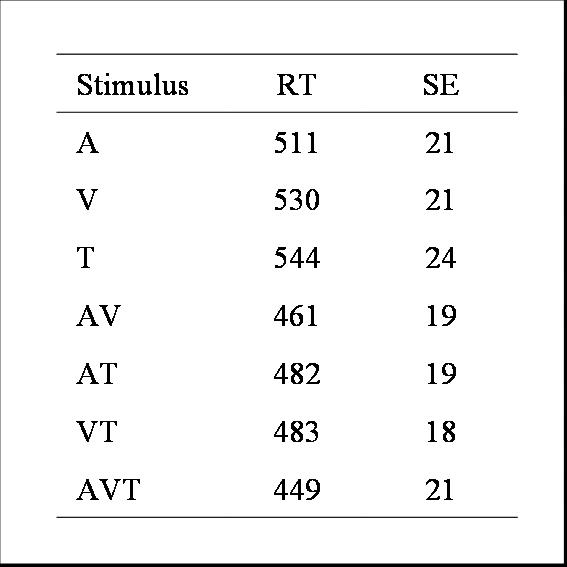 Stimulus RT SE
A 511 21
V 530 21
T 544 24
AV 461 19
AT 482 19
VT 483 18
AVT 449 21